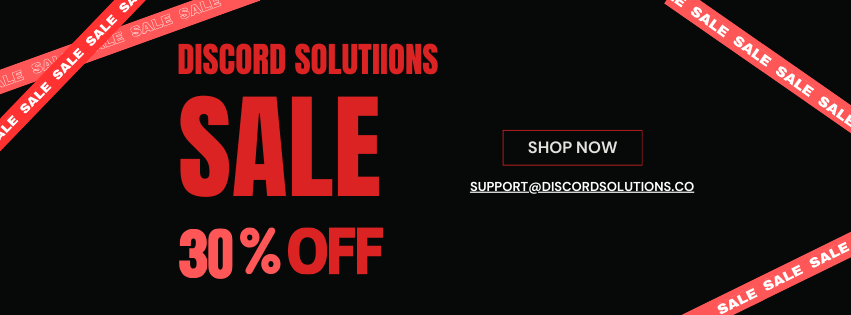 SALE SALE SALE SALE
SALE SALE SALE SALE
DISCORD SOLUTIIONS
SALE
30% OFF
SHOP NOW
SUPPORT@DISCORDSOLUTIONS.CO
SALE SALE SALE SALE
SALE SALE SALE